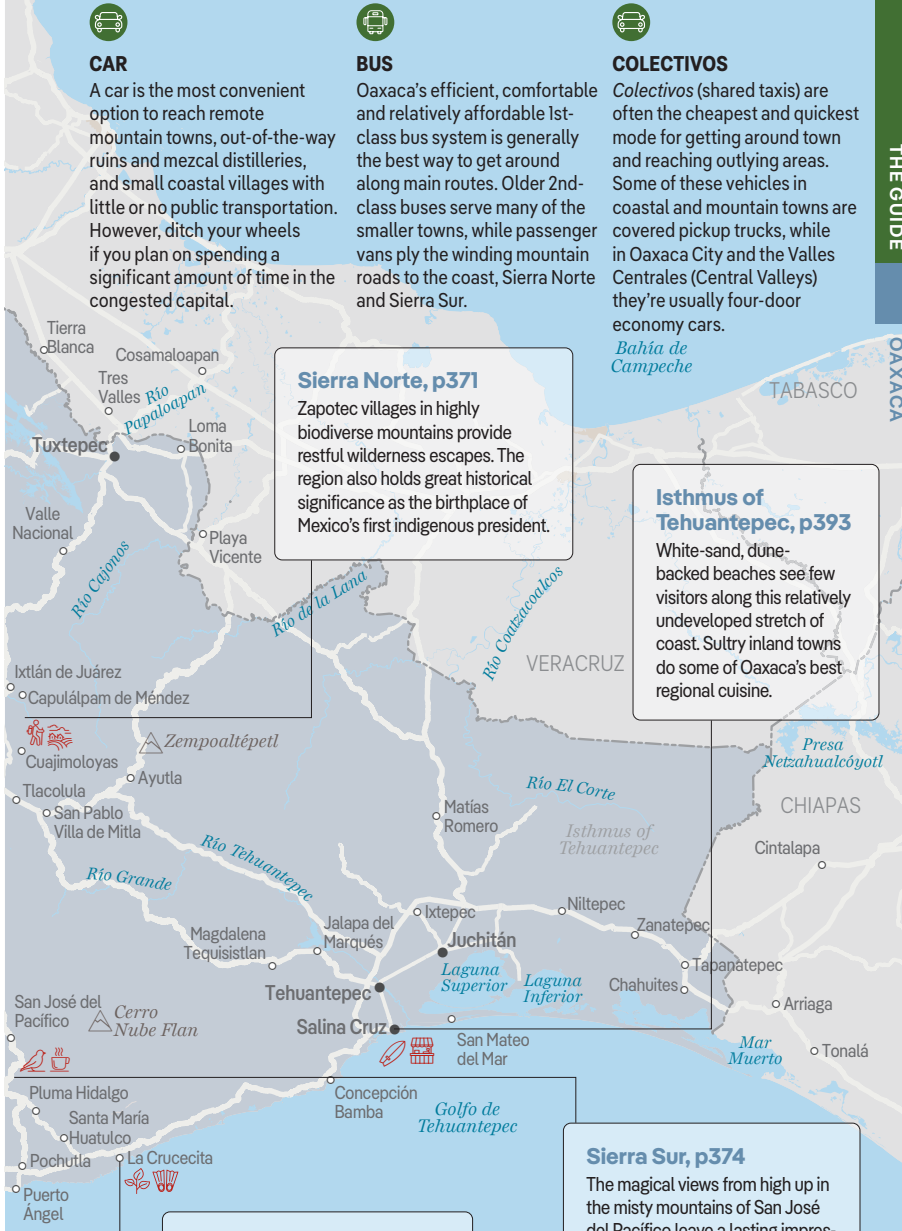 CAR
A car is the most convenient
option to reach remote
mountain towns, out-of-the-way
ruins and mezcal distilleries,
and small coastal villages with
little or no public transportation.
However, ditch your wheels
if you plan on spending a
significant amount of time in the
congested capital.
BUS
Oaxaca's efficient, comfortable
and relatively affordable 1st-
class bus system is generally
the best way to get around
along main routes. Older 2nd-
class buses serve many of the
smaller towns, while passenger
vans ply the winding mountain
roads to the coast, Sierra Norte
and Sierra Sur.
COLECTIVOS
Colectivos (shared taxis) are
often the cheapest and quickest
mode for getting around town
and reaching outlying areas.
Some of these vehicles in
coastal and mountain towns are
covered pickup trucks, while
in Oaxaca City and the Valles
Centrales (Central Valleys)
they're usually four-door
economy cars.
THE GUIDE
OAXACA
Bahía de
Campeche
TABASCO
Tierra
Blanca
Cosamaloapan
Tres
Valles
Río
Papaloapan
Loma
Bonita
Tuxtepec
Valle
Nacional
Playa
Vicente
Río Cajonos
Sierra Norte, p371
Zapotec villages in highly
biodiverse mountains provide
restful wilderness escapes. The
region also holds great historical
significance as the birthplace of
Mexico's first indigenous president.
Isthmus of
Tehuantepec, p393
White-sand, dune-
backed beaches see few
visitors along this relatively
undeveloped stretch of
coast. Sultry inland towns
do some of Oaxaca's best
regional cuisine.
Río de la Lana
Río Coatzacoalcos
VERACRUZ
Ixtlán de Juárez
Capulálpam de Méndez
Zempoaltépetl
Cuajimoloyas
Ayutla
Tlacolula
San Pablo
Villa de Mitla
Presa
Netzahualcóyotl
CHIAPAS
Río El Corte
Matías
Romero
Isthmus of
Tehuantepec
Cintalapa
Río Tehuantepec
Río Grande
Ixtepec
Niltepec
Zanatepec
Jalapa del
Marqués
Magdalena
Tequisistlan
Juchitán
Laguna
Superior
Laguna
Inferior
Tapanatepec
Chahuites
Tehuantepec
Arriaga
San José del
Pacífico
Cerro
Nube Flan
Salina Cruz
San Mateo
del Mar
Mar
Muerto
Tonalá
Pluma Hidalgo
Santa María
Huatulco
Concepción
Bamba
Golfo de
Tehuantepec
Pochutla
La Crucecita
Puerto
Ángel
Sierra Sur, p374
The magical views from high up in
the misty mountains of San José
del Pacífico leave a lasting impres-